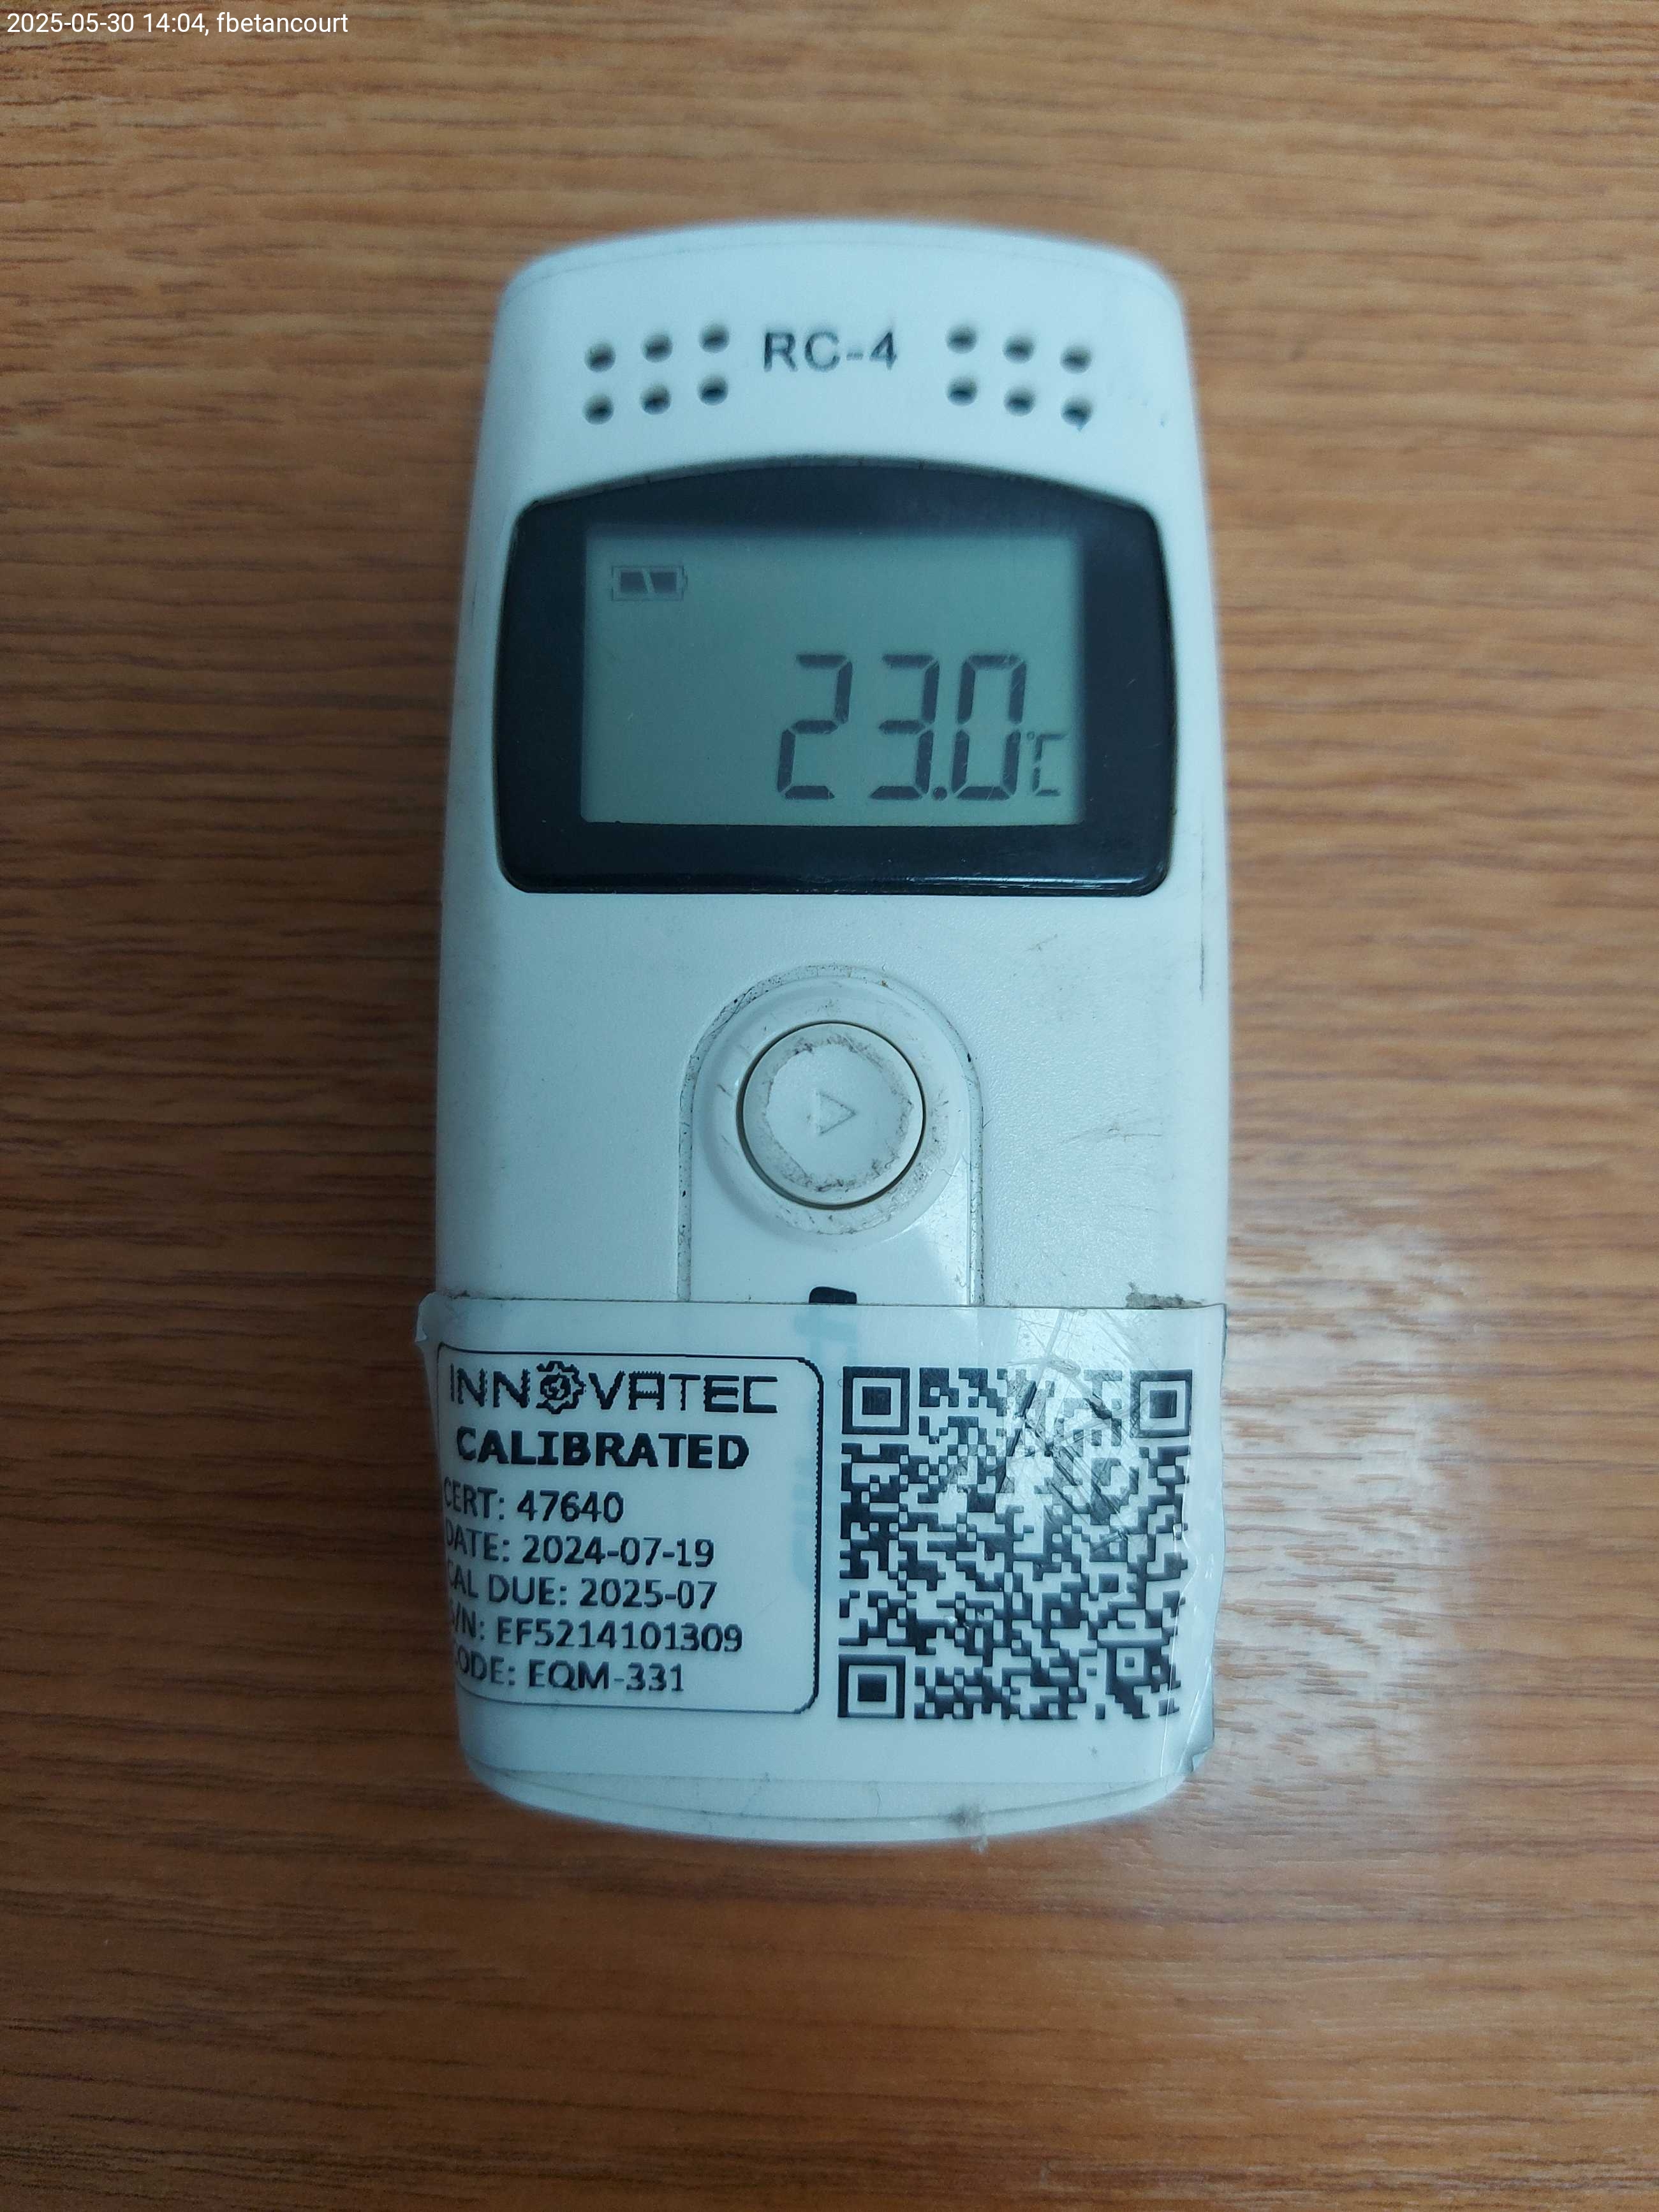 2025-05-30 14:04, fbetancourt
RC-4
23.0°C
INNOVATEC
CALIBRATED
CERT: 47640
DATE: 2024-07-19
CAL DUE: 2025-07
S/N: EF5214101309
CODE: EQM-331